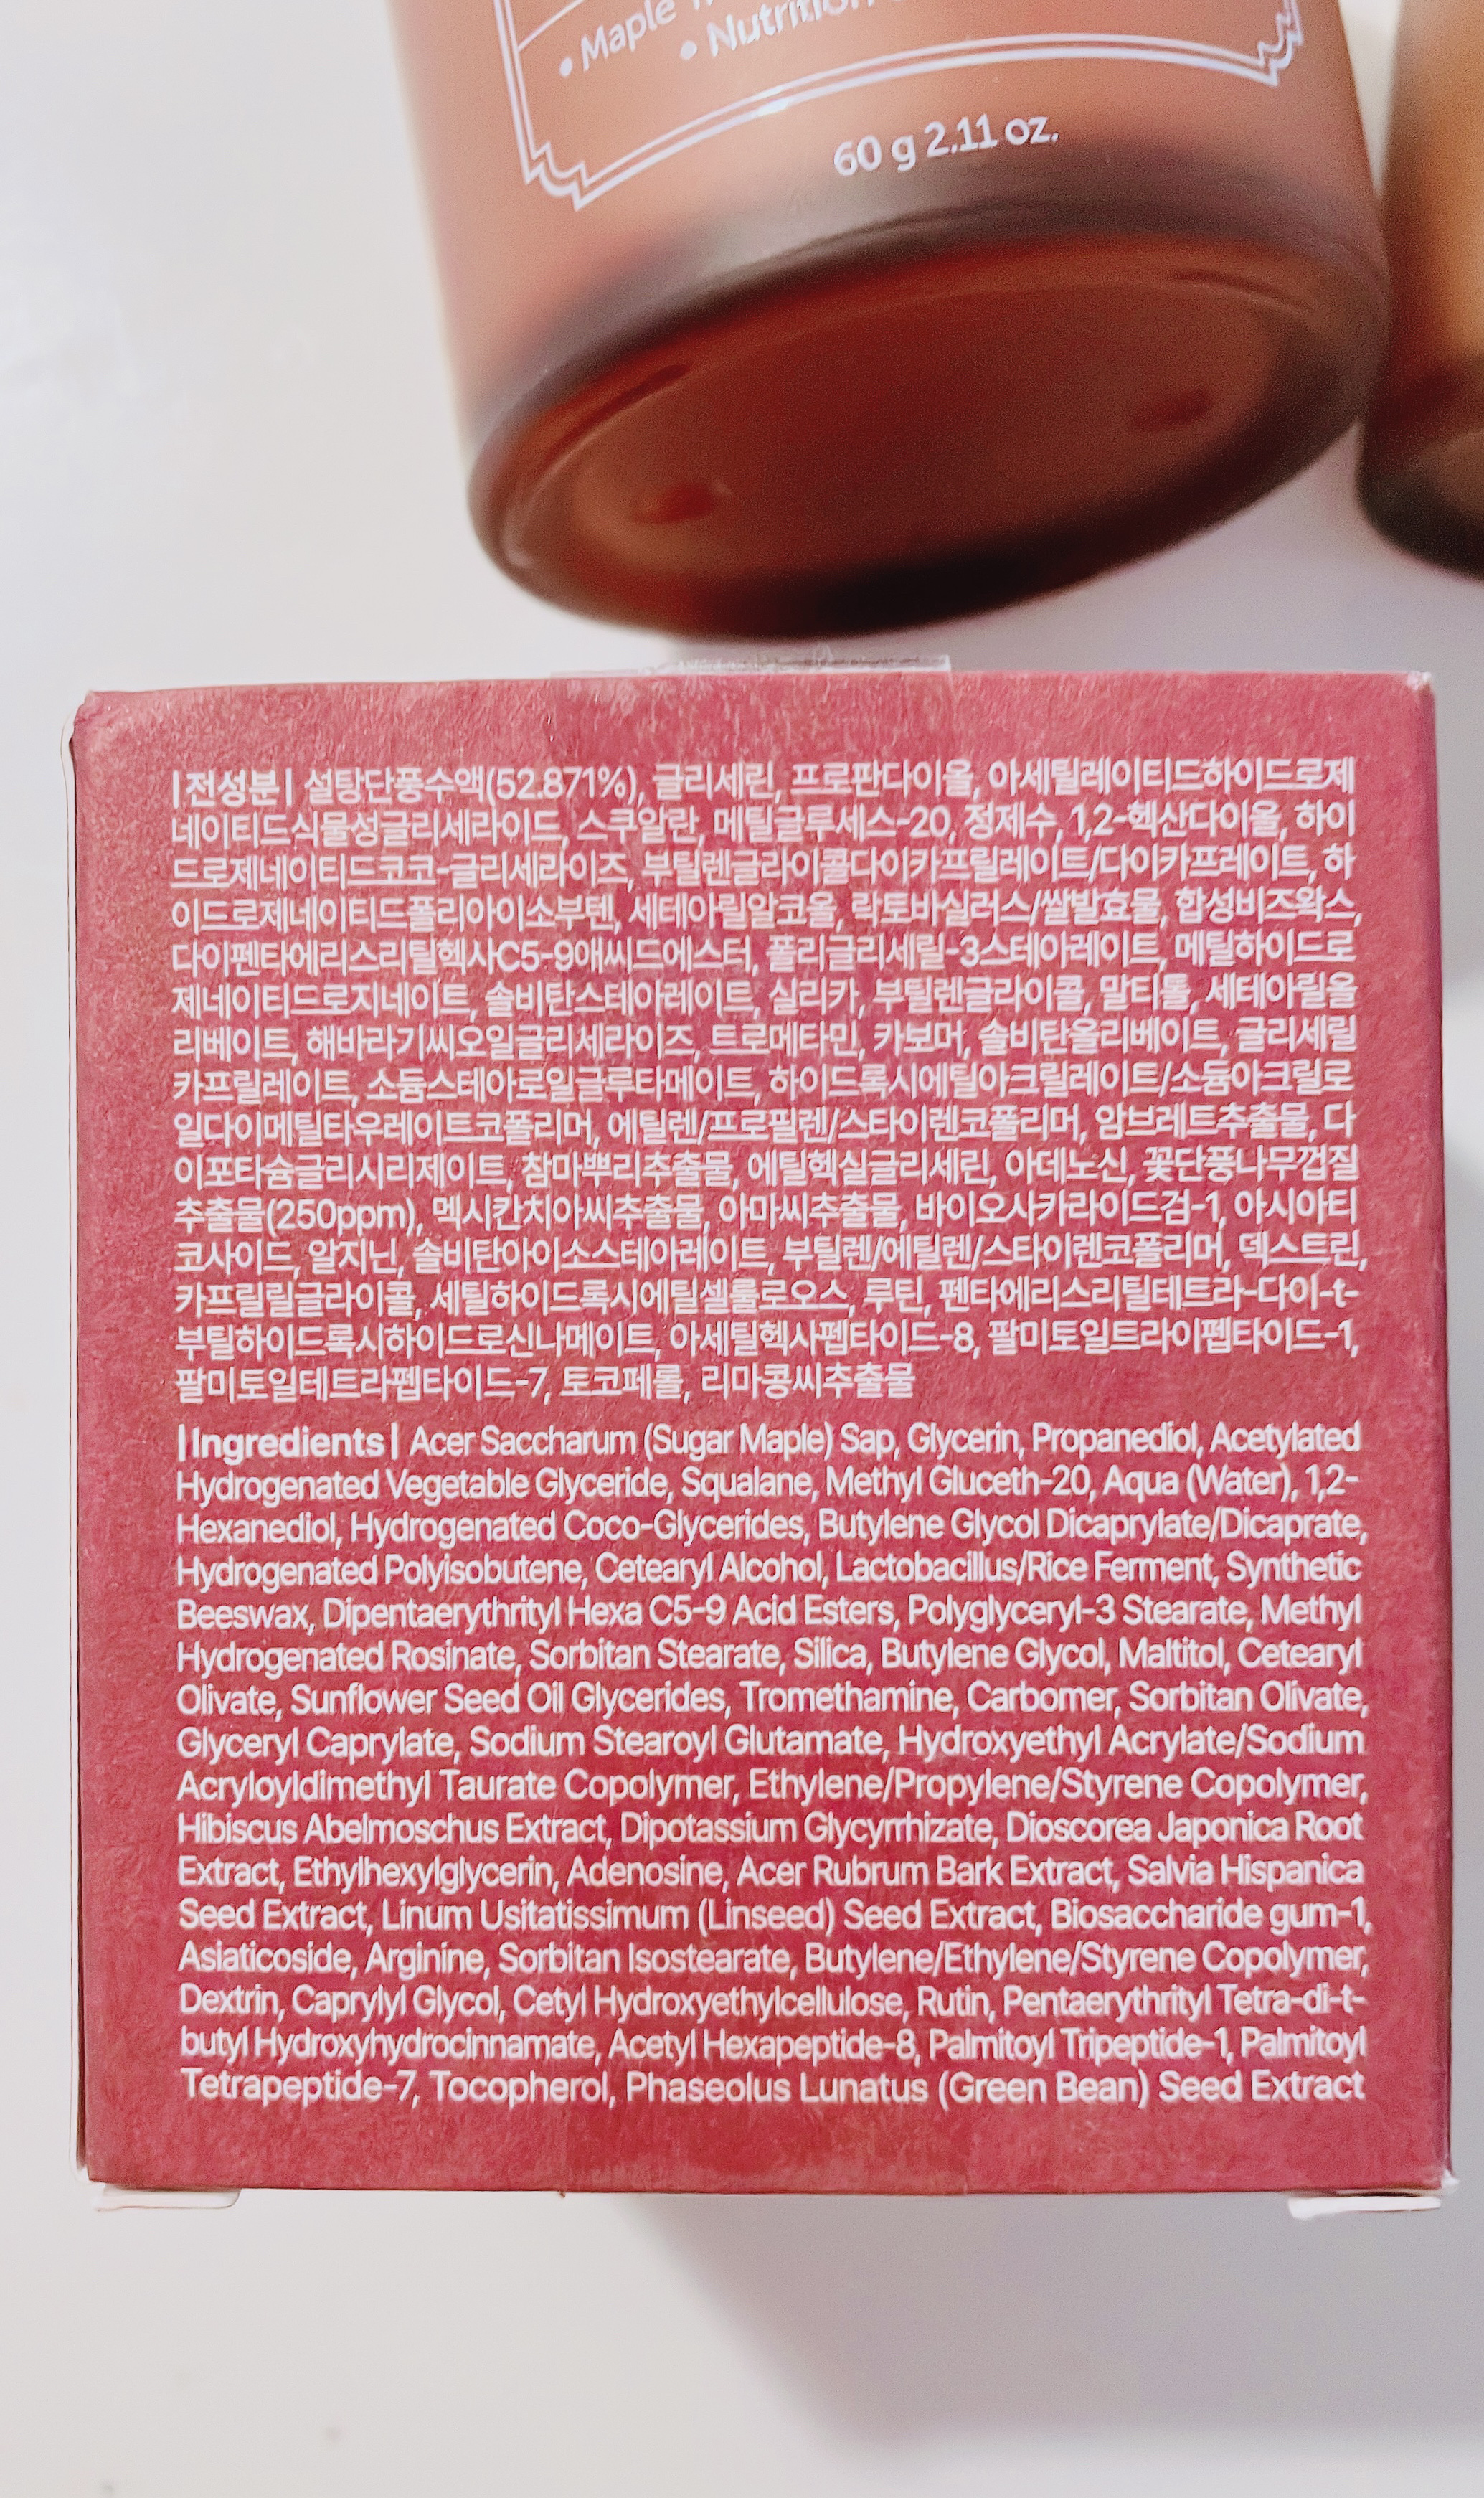 • Maple
• Nutrition
60 g 2.11 oz.
|전성분| 설탕단풍수액(52.871%), 글리세린, 프로판다이올, 아세틸레이티드하이드로제
네이티드식물성글리세라이드, 스쿠알란, 메틸글루세스-20, 정제수, 1,2-헥산다이올, 하이
드로제네이티드코코-글리세라이즈, 부틸렌글라이콜다이카프릴레이트/다이카프레이트, 하
이드로제네이티드폴리아이소부텐, 세테아릴알코올, 락토바실러스/쌀발효물, 합성비즈왁스,
다이펜타에리스리틸헥사C5-9애씨드에스터, 폴리글리세릴-3스테아레이트, 메틸하이드로
제네이티드로지네이트, 솔비탄스테아레이트, 실리카, 부틸렌글라이콜, 말티톨, 세테아릴올
리베이트, 해바라기씨오일글리세라이즈, 트로메타민, 카보머, 솔비탄올리베이트, 글리세릴
카프릴레이트, 소듐스테아로일글루타메이트, 하이드록시에틸아크릴레이트/소듐아크릴로
일다이메틸타우레이트코폴리머, 에틸렌/프로필렌/스타이렌코폴리머, 암브레트추출물, 다
이포타슘글리시리제이트, 참마뿌리추출물, 에틸헥실글리세린, 아데노신, 꽃단풍나무껍질
추출물(250ppm), 멕시칸치아씨추출물, 아마씨추출물, 바이오사카라이드검-1, 아시아티
코사이드, 알지닌, 솔비탄아이소스테아레이트, 부틸렌/에틸렌/스타이렌코폴리머, 덱스트린,
카프릴릴글라이콜, 세틸하이드록시에틸셀룰로오스, 루틴, 펜타에리스리틸테트라-다이-t-
부틸하이드록시하이드로신나메이트, 아세틸헥사펩타이드-8, 팔미토일트라이펩타이드-1,
팔미토일테트라펩타이드-7, 토코페롤, 리마콩씨추출물
|Ingredients| Acer Saccharum (Sugar Maple) Sap, Glycerin, Propanediol, Acetylated
Hydrogenated Vegetable Glyceride, Squalane, Methyl Gluceth-20, Aqua (Water), 1,2-
Hexanediol, Hydrogenated Coco-Glycerides, Butylene Glycol Dicaprylate/Dicaprate,
Hydrogenated Polyisobutene, Cetearyl Alcohol, Lactobacillus/Rice Ferment, Synthetic
Beeswax, Dipentaerythrityl Hexa C5-9 Acid Esters, Polyglyceryl-3 Stearate, Methyl
Hydrogenated Rosinate, Sorbitan Stearate, Silica, Butylene Glycol, Maltitol, Cetearyl
Olivate, Sunflower Seed Oil Glycerides, Tromethamine, Carbomer, Sorbitan Olivate,
Glyceryl Caprylate, Sodium Stearoyl Glutamate, Hydroxyethyl Acrylate/Sodium
Acryloyldimethyl Taurate Copolymer, Ethylene/Propylene/Styrene Copolymer,
Hibiscus Abelmoschus Extract, Dipotassium Glycyrrhizate, Dioscorea Japonica Root
Extract, Ethylhexylglycerin, Adenosine, Acer Rubrum Bark Extract, Salvia Hispanica
Seed Extract, Linum Usitatissimum (Linseed) Seed Extract, Biosaccharide gum-1,
Asiaticoside, Arginine, Sorbitan Isostearate, Butylene/Ethylene/Styrene Copolymer,
Dextrin, Caprylyl Glycol, Cetyl Hydroxyethylcellulose, Rutin, Pentaerythrityl Tetra-di-t-
butyl Hydroxyhydrocinnamate, Acetyl Hexapeptide-8, Palmitoyl Tripeptide-1, Palmitoyl
Tetrapeptide-7, Tocopherol, Phaseolus Lunatus (Green Bean) Seed Extract